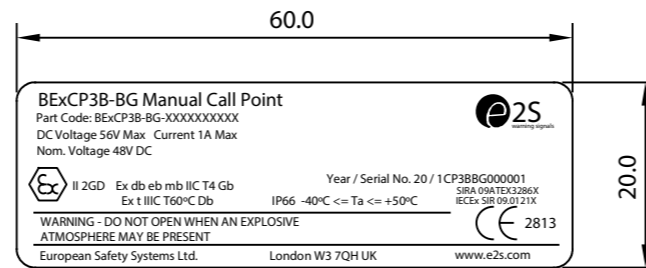 60.0
BExCP3B-BG Manual Call Point
Part Code: BExCP3B-BG-XXXXXXXXXX
DC Voltage 56V Max Current 1A Max
Nom. Voltage 48V DC
e2S
warning signals
20.0
Year / Serial No. 20 / 1CP3BBG000001
Ex II 2GD Ex db eb mb IIC T4 Gb
SIRA 09ATEX3286X
Ex t IIIC T60ºC Db IP66 -40ºC <= Ta <= +50ºC IECEx SIR 09.0121X
WARNING - DO NOT OPEN WHEN AN EXPLOSIVE
ATMOSPHERE MAY BE PRESENT
CE 2813
European Safety Systems Ltd. London W3 7QH UK www.e2s.com